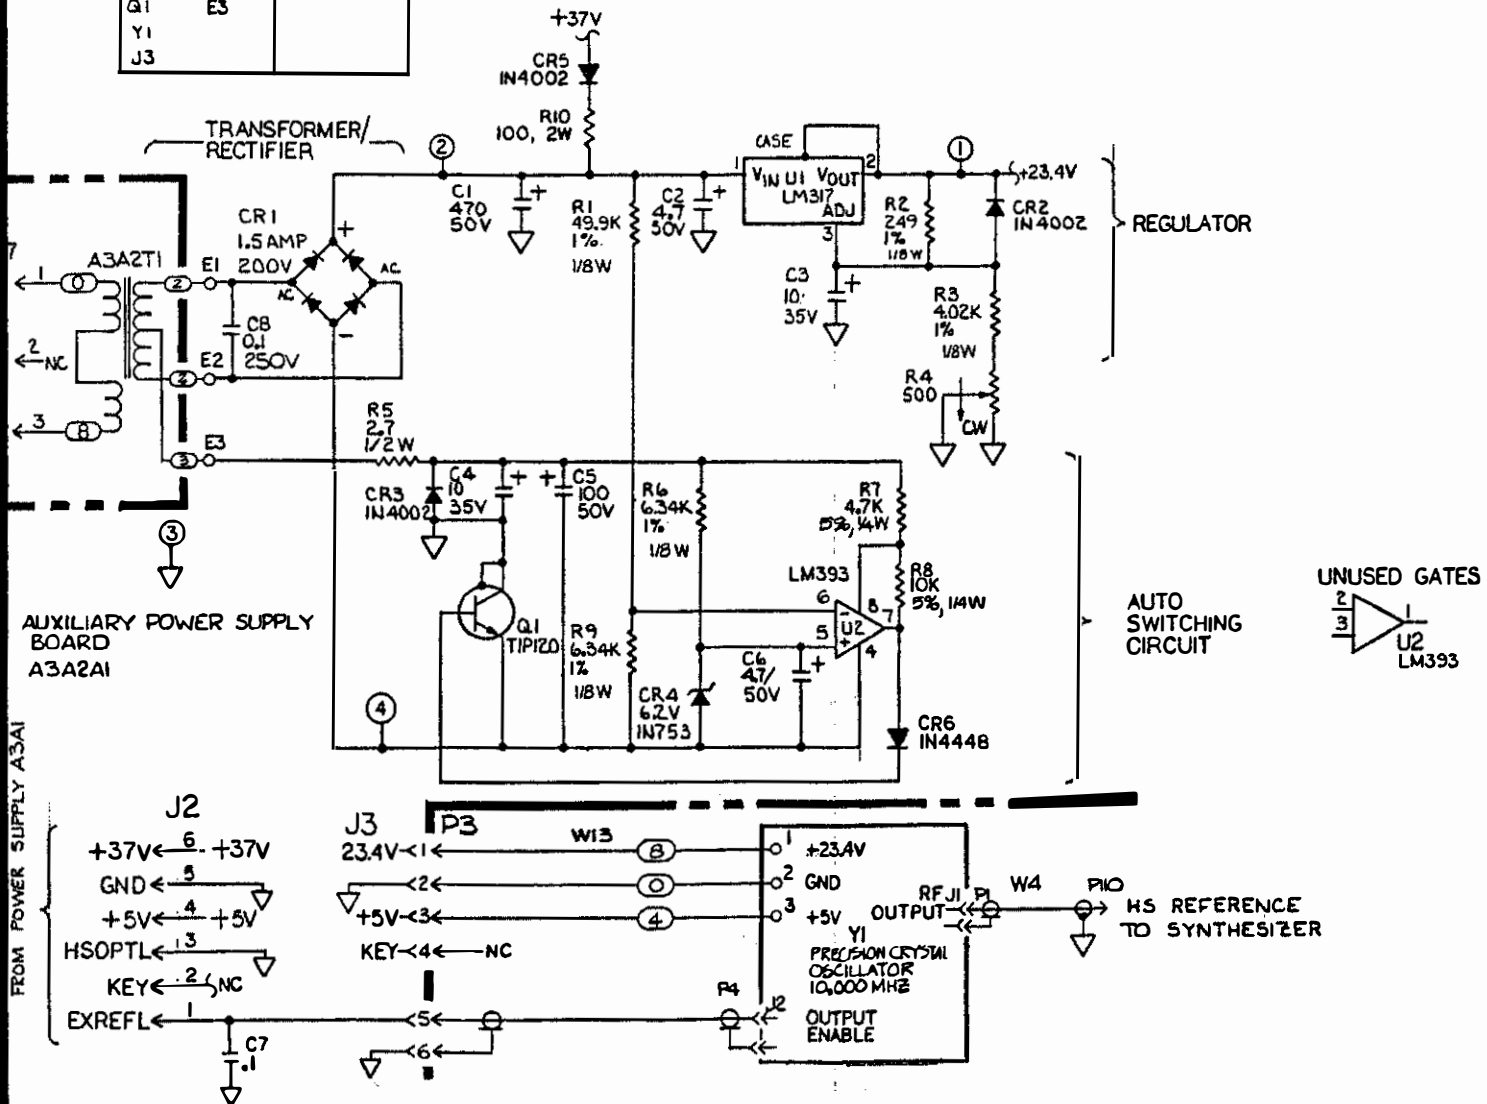 Q1 E3
Y1
J3
+37V
CR5
1N4002
R10
100, 2W
TRANSFORMER/
RECTIFIER
2
CASE
1
2
VIN U1 VOUT
LM317
ADJ
3
1
+23.4V
CR2
1N4002
REGULATOR
C1
470
50V
R1
49.9K
1%
1/8W
C2
4.7
50V
R2
249
1%
1/8W
C3
10
35V
R3
4.02K
1%
1/8W
R4
500
CW
7
1
0
A3A2T1
2
E1
CR1
1.5 AMP
200V
+
AC
AC
-
C8
0.1
250V
2
NC
2
E2
3
8
3
E3
R5
2.7
1/2W
CR3
1N4002
C4
10
35V
C5
100
50V
R6
6.34K
1%
1/8W
R7
4.7K
5%, 1/4W
R8
10K
5%, 1/4W
LM393
6
5
8
7
4
U2
3
AUXILIARY POWER SUPPLY
BOARD
A3A2A1
Q1
TIP120
R9
6.34K
1%
1/8W
CR4
6.2V
1N753
C6
4.7/
50V
CR6
1N4448
4
AUTO
SWITCHING
CIRCUIT
UNUSED GATES
2
3
1
U2
LM393
FROM POWER SUPPLY A3A1
J2
+37V 6 +37V
GND 5
+5V 4 +5V
HSOPTL 3
KEY 2 NC
EXREFL 1
C7
.1
J3 P3
23.4V 1
2
+5V 3
KEY 4 NC
5
6
W13
8
0
4
1 +23.4V
2 GND
3 +5V
RF J1 P1 W4 P110
OUTPUT
Y1
PRECISION CRYSTAL
OSCILLATOR
10,000 MHZ
P4
J2
OUTPUT
ENABLE
HS REFERENCE
TO SYNTHESIZER